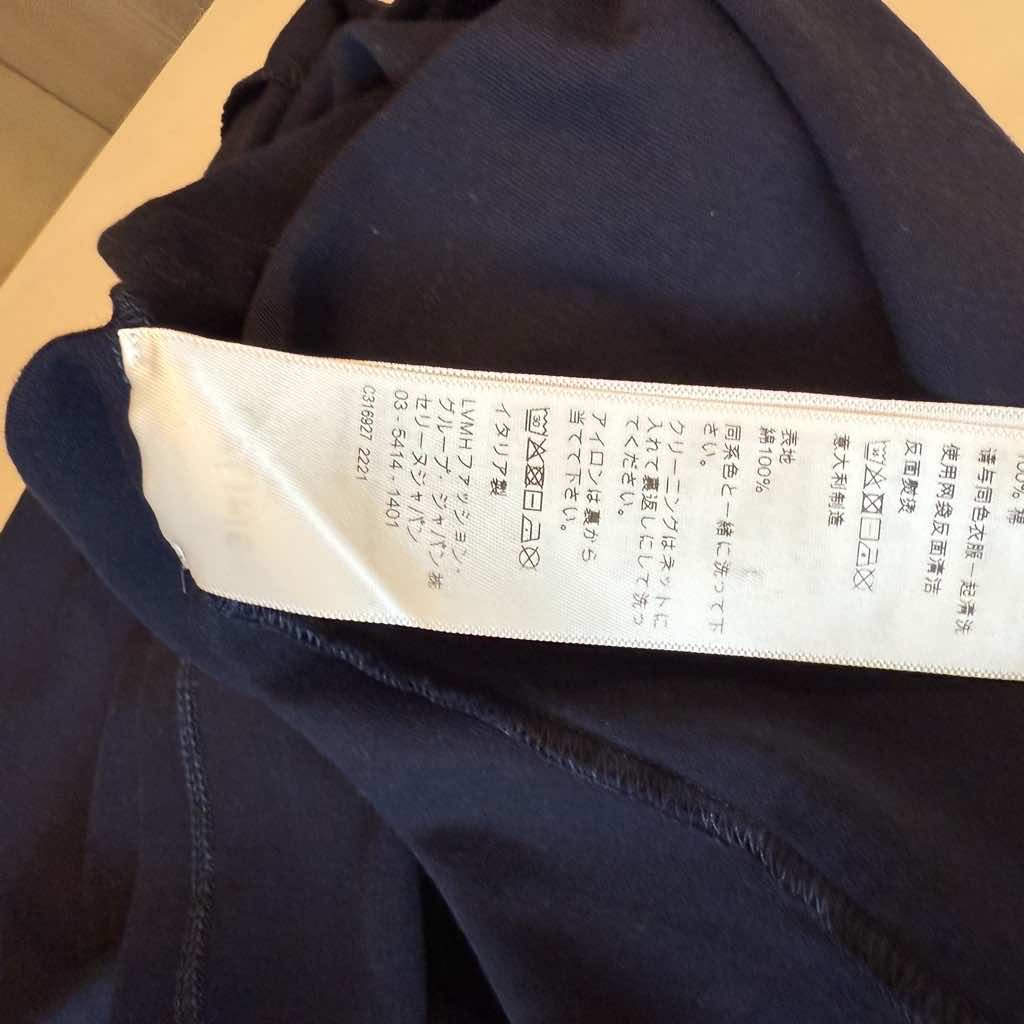 100% 棉
请与同色衣服一起清洗
使用网袋反面清洁
反面熨烫
意大利制造
表地
綿100%
同系色と一緒に洗って下
さい。
クリーニングはネットに
入れて裏返しにして洗っ
てください。
アイロンは裏から
当てて下さい。
イタリア製
LVMHファッション・
グループ・ジャパン 株
セリーヌジャパン
03 - 5414 - 1401
0316927 2221